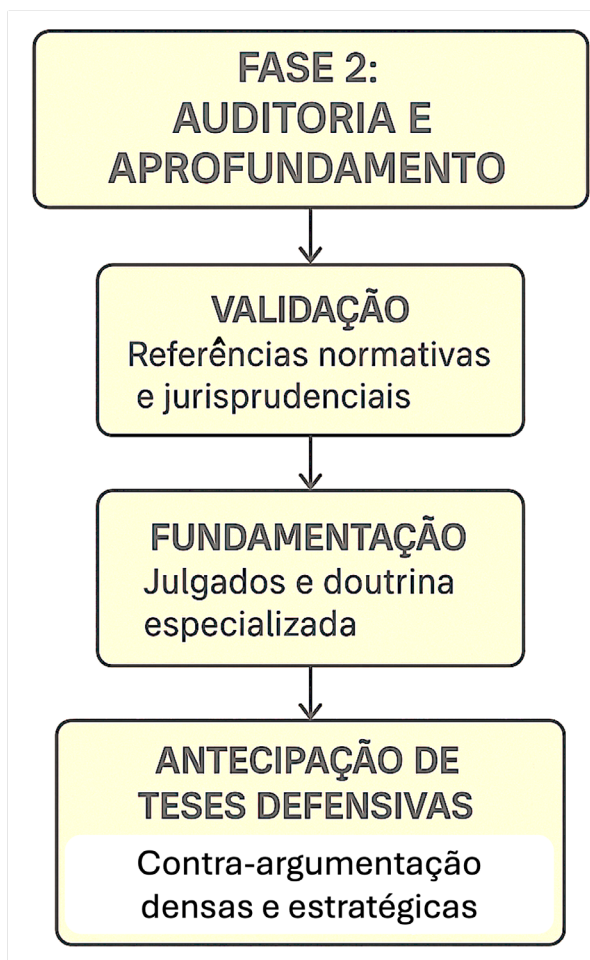 FASE 2:
AUDITORIA E
APROFUNDAMENTO
VALIDAÇÃO
Referências normativas
e jurisprudenciais
FUNDAMENTAÇÃO
Julgados e doutrina
especializada
ANTECIPAÇÃO DE
TESES DEFENSIVAS
Contra-argumentação
densas e estratégicas